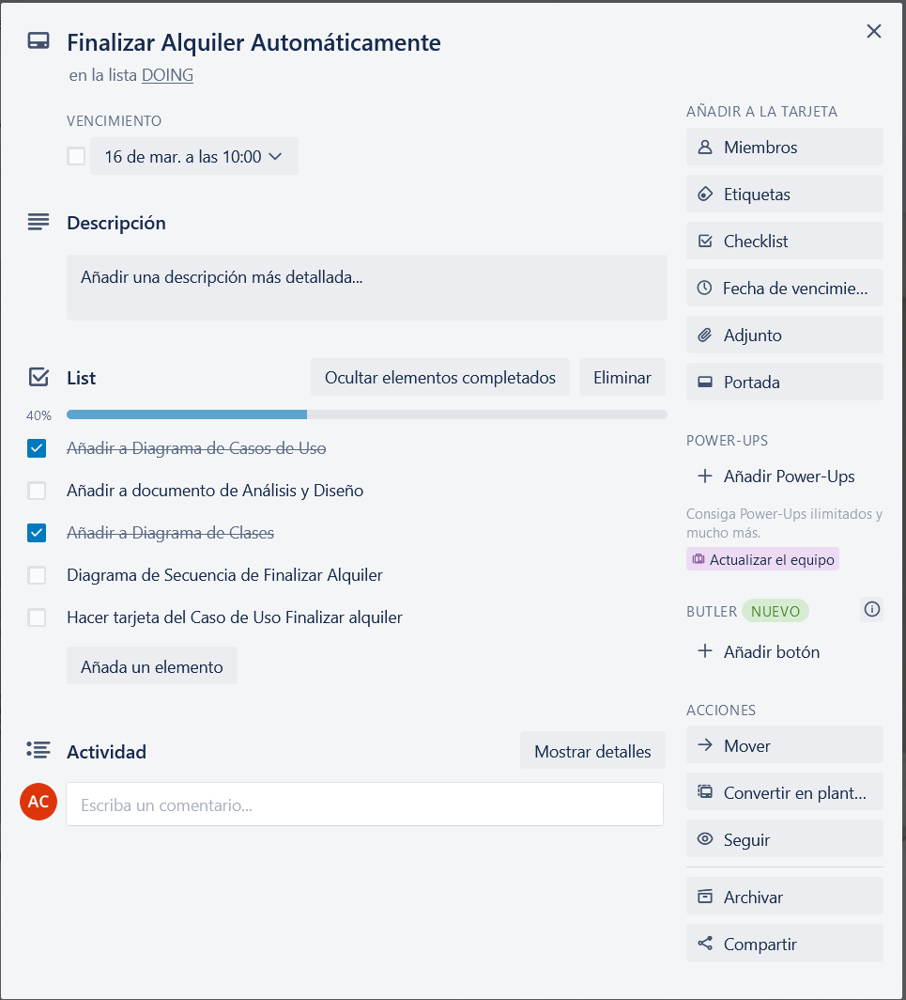 Finalizar Alquiler Automáticamente
en la lista DOING
VENCIMIENTO
16 de mar. a las 10:00
Descripción
Añadir una descripción más detallada...
List
Ocultar elementos completados
Eliminar
40%
Añadir a Diagrama de Casos de Uso
Añadir a documento de Análisis y Diseño
Añadir a Diagrama de Clases
Diagrama de Secuencia de Finalizar Alquiler
Hacer tarjeta del Caso de Uso Finalizar alquiler
Añada un elemento
Actividad
Mostrar detalles
AC
Escriba un comentario...
AÑADIR A LA TARJETA
Miembros
Etiquetas
Checklist
Fecha de vencimie...
Adjunto
Portada
POWER-UPS
Añadir Power-Ups
Consiga Power-Ups ilimitados y
mucho más.
Actualizar el equipo
BUTLER NUEVO
Añadir botón
ACCIONES
Mover
Convertir en plant...
Seguir
Archivar
Compartir